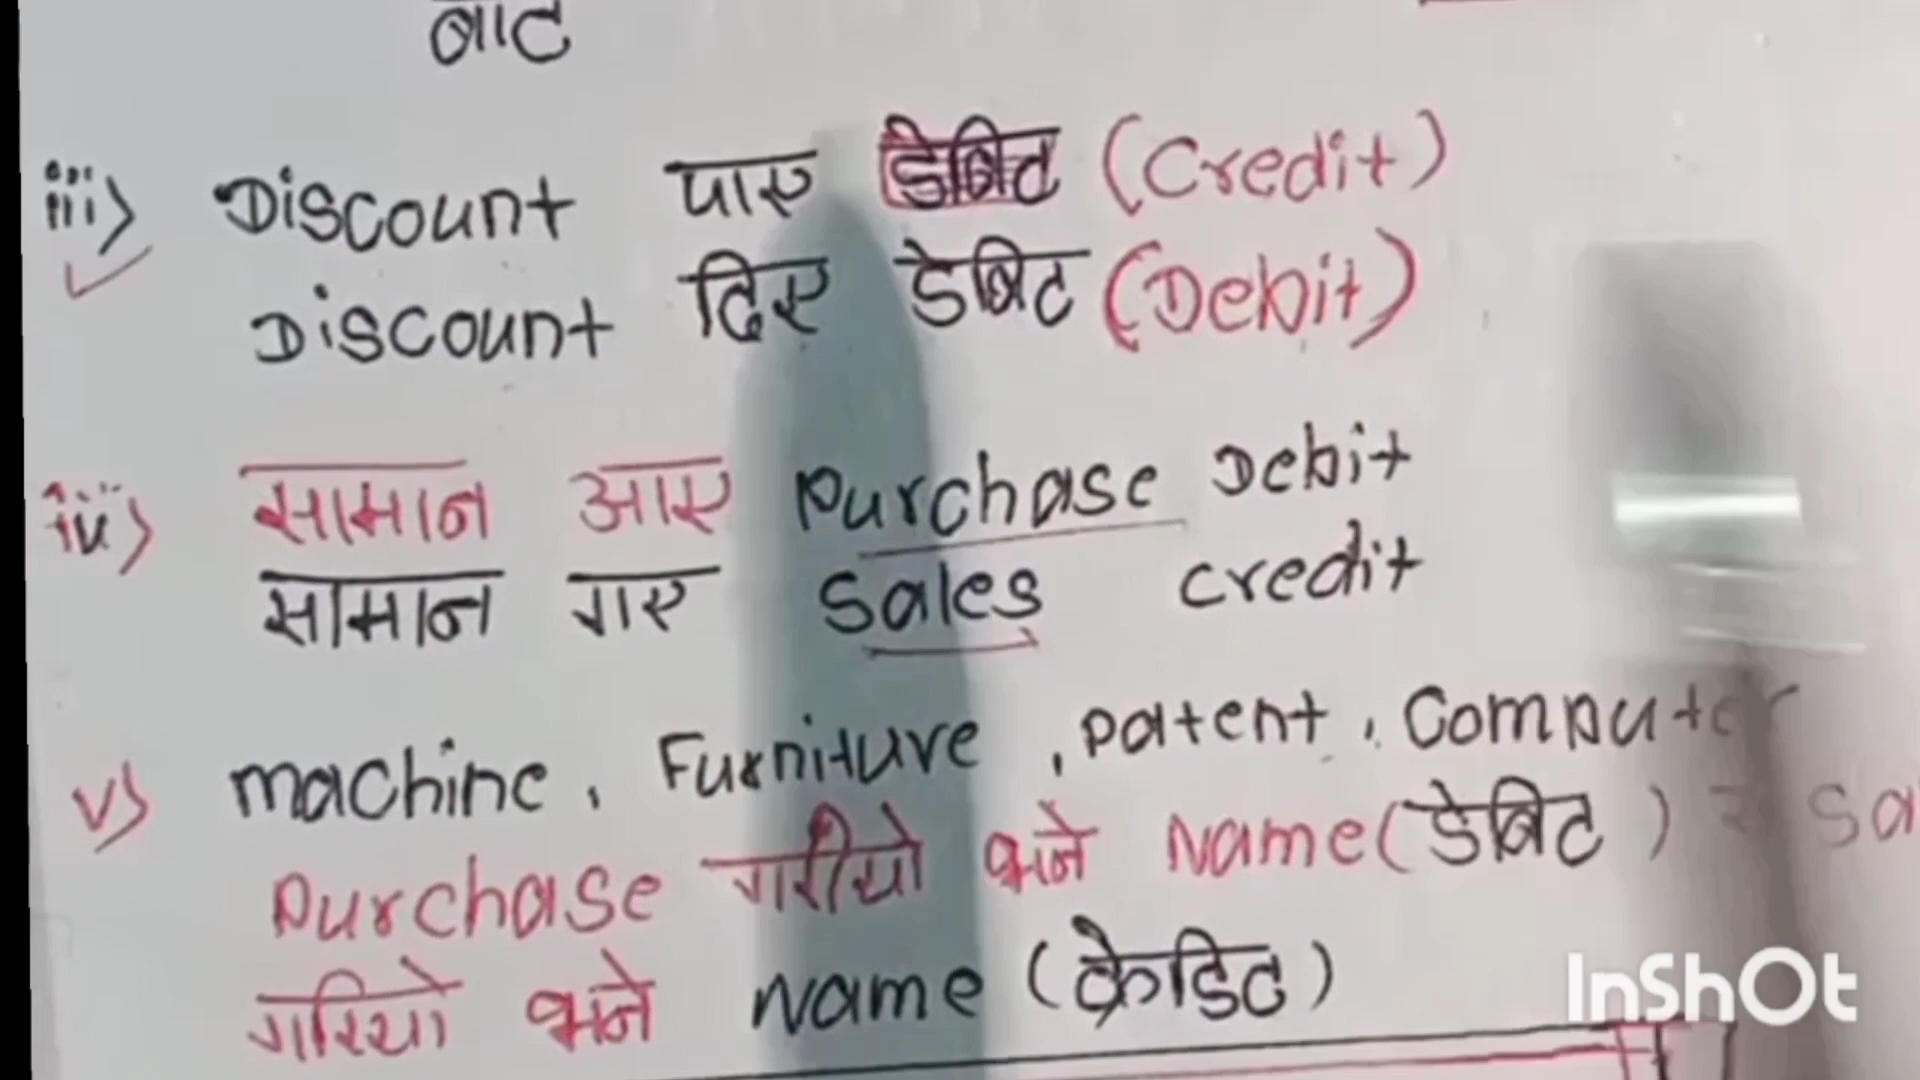 बाट
iii) Discount पाए डेबिट (Credit)
Discount दिए डेबिट (Debit)
iv) सामान आए Purchase Debit
सामान गए Sales credit
v) machine, Furniture, patent, Computer
Purchase गरीयो भने Name (डेबिट) र Sa
गरियो भने Name (क्रेडिट)
InShOt